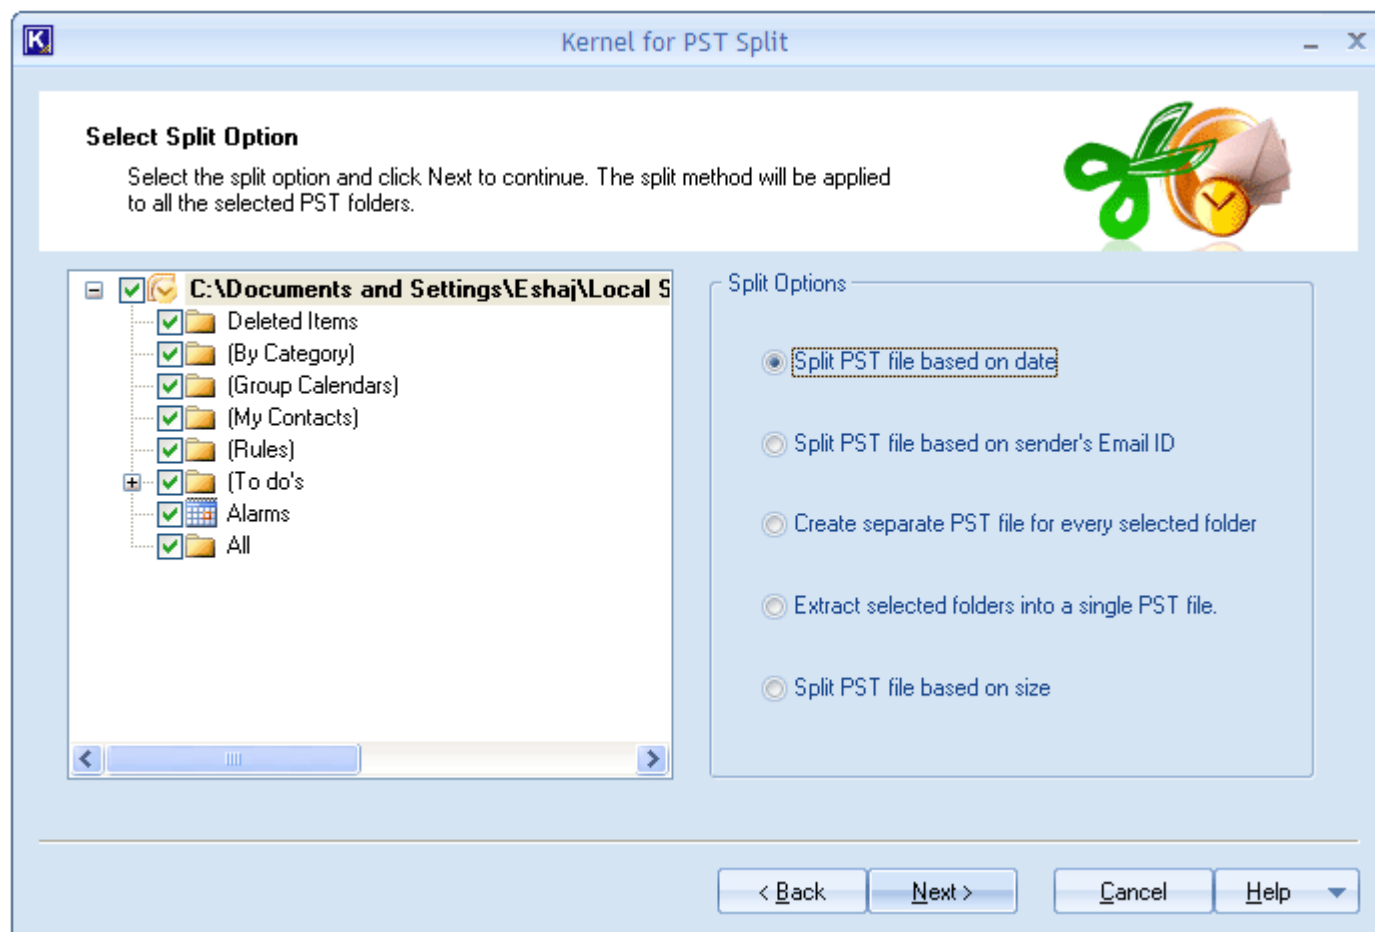 K
Kernel for PST Split
Select Split Option
Select the split option and click Next to continue. The split method will be applied
to all the selected PST folders.
C:\Documents and Settings\Eshaj\Local S
Deleted Items
(By Category)
(Group Calendars)
(My Contacts)
(Rules)
(To do's
Alarms
All
Split Options
Split PST file based on date
Split PST file based on sender's Email ID
Create separate PST file for every selected folder
Extract selected folders into a single PST file.
Split PST file based on size
< Back
Next >
Cancel
Help